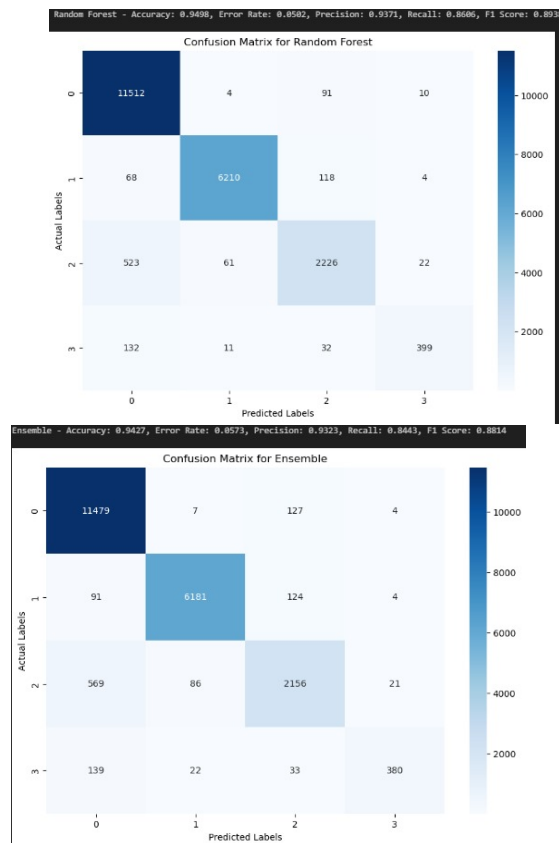 Random Forest - Accuracy: 0.9498, Error Rate: 0.0502, Precision: 0.9371, Recall: 0.8606, F1 Score: 0.893
Confusion Matrix for Random Forest
Actual Labels
0 11512 4 91 10
1 68 6210 118 4
2 523 61 2226 22
3 132 11 32 399
0 1 2 3
Predicted Labels
10000
8000
6000
4000
2000
Ensemble - Accuracy: 0.9427, Error Rate: 0.0573, Precision: 0.9323, Recall: 0.8443, F1 Score: 0.8814
Confusion Matrix for Ensemble
Actual Labels
0 11479 7 127 4
1 91 6181 124 4
2 569 86 2156 21
3 139 22 33 380
0 1 2 3
Predicted Labels
10000
8000
6000
4000
2000